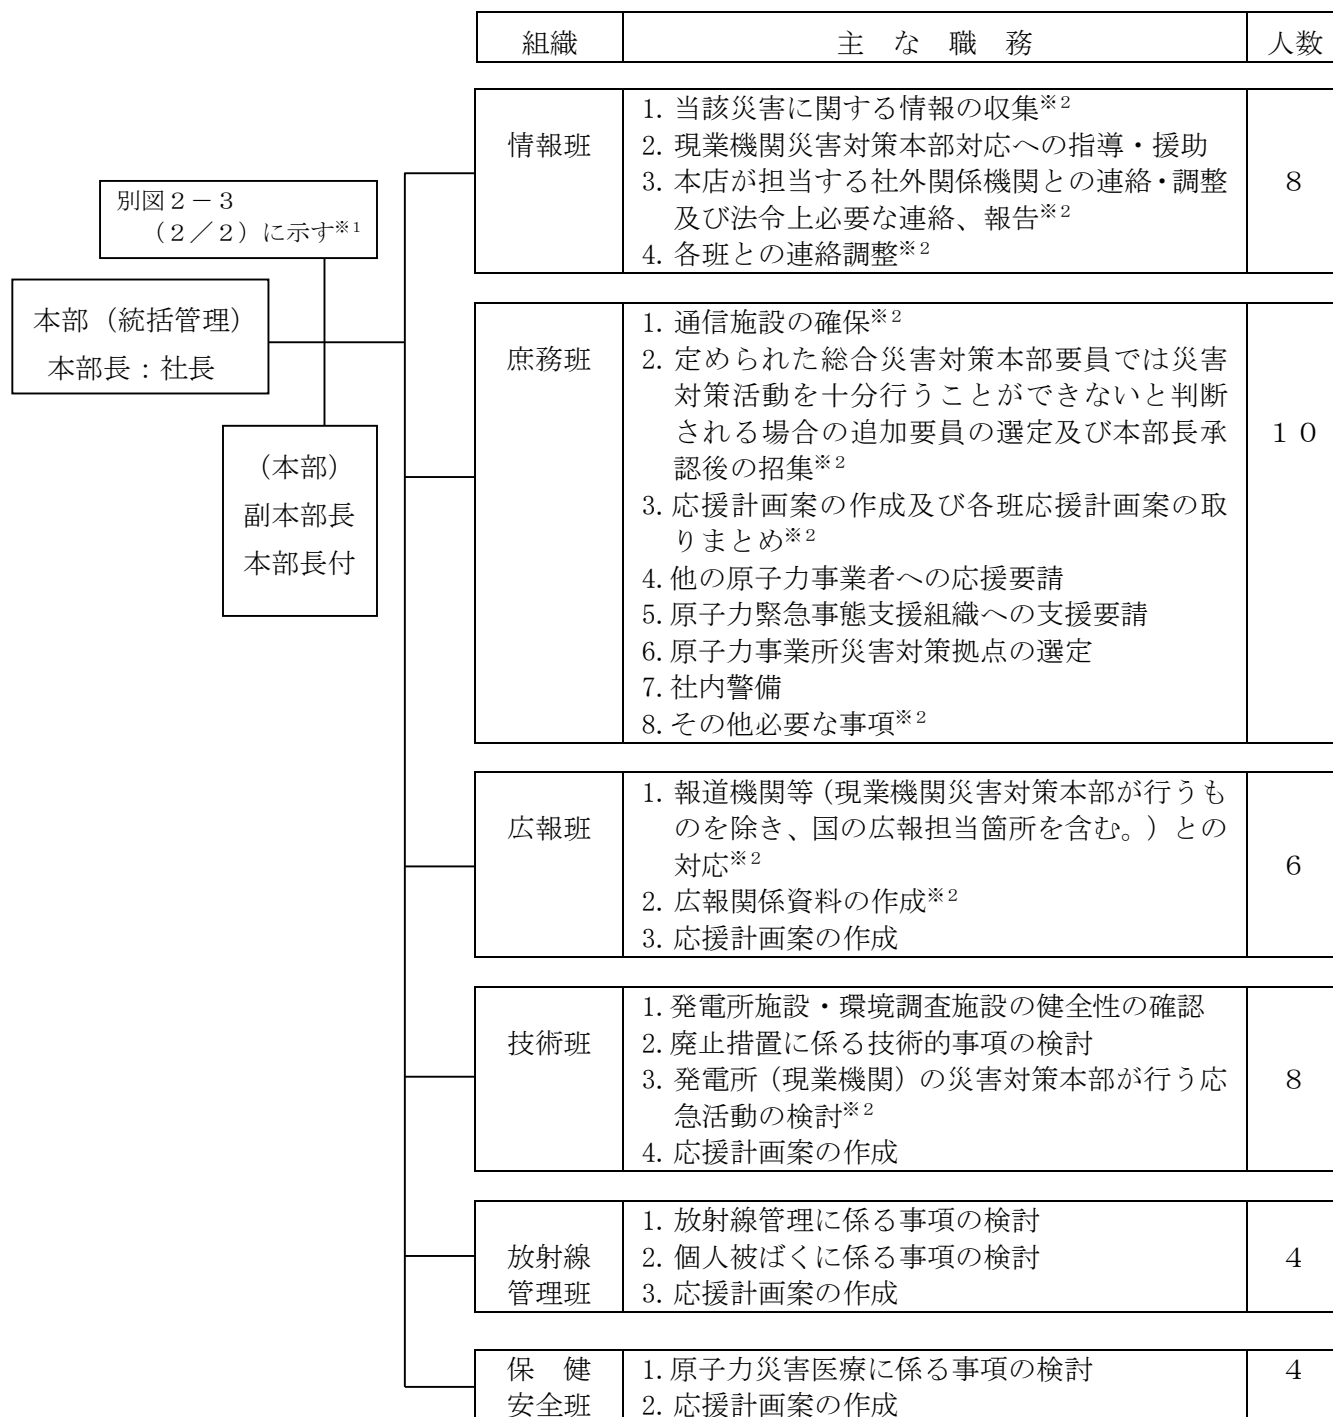 組織 主な職務 人数
別図２－３
（２／２）に示す※1
本部（統括管理）
本部長：社長
（本部）
副本部長
本部長付
情報班
1. 当該災害に関する情報の収集※2
2. 現業機関災害対策本部対応への指導・援助
3. 本店が担当する社外関係機関との連絡・調整
及び法令上必要な連絡、報告※2
4. 各班との連絡調整※2
8
庶務班
1. 通信施設の確保※2
2. 定められた総合災害対策本部要員では災害
対策活動を十分行うことができないと判断
される場合の追加要員の選定及び本部長承
認後の招集※2
3. 応援計画案の作成及び各班応援計画案の取
りまとめ※2
4. 他の原子力事業者への応援要請
5. 原子力緊急事態支援組織への支援要請
6. 原子力事業所災害対策拠点の選定
7. 社内警備
8. その他必要な事項※2
１０
広報班
1. 報道機関等（現業機関災害対策本部が行うも
のを除き、国の広報担当箇所を含む。）との
対応※2
2. 広報関係資料の作成※2
3. 応援計画案の作成
6
技術班
1. 発電所施設・環境調査施設の健全性の確認
2. 廃止措置に係る技術的事項の検討
3. 発電所（現業機関）の災害対策本部が行う応
急活動の検討※2
4. 応援計画案の作成
8
放射線
管理班
1. 放射線管理に係る事項の検討
2. 個人被ばくに係る事項の検討
3. 応援計画案の作成
4
保　健
安全班
1. 原子力災害医療に係る事項の検討
2. 応援計画案の作成
4